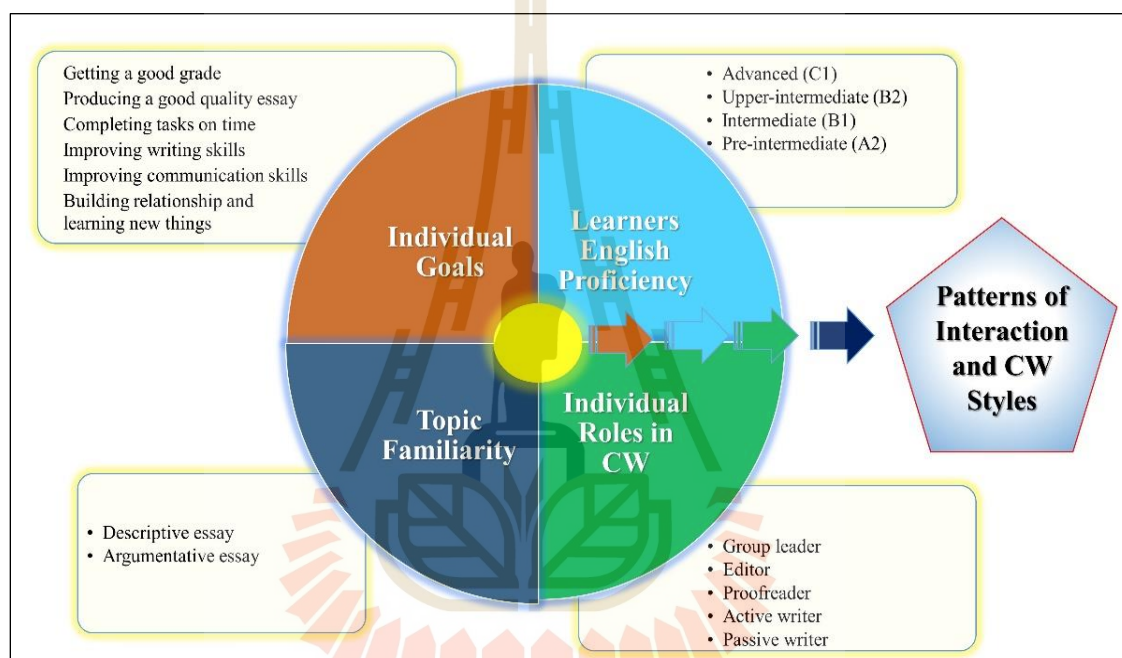 Getting a good grade
Producing a good quality essay
Completing tasks on time
Improving writing skills
Improving communication skills
Building relationship and
learning new things
• Advanced (C1)
• Upper-intermediate (B2)
• Intermediate (B1)
• Pre-intermediate (A2)
Individual
Goals
Learners
English
Proficiency
Topic
Familiarity
Individual
Roles in
CW
Patterns of
Interaction
and CW
Styles
• Descriptive essay
• Argumentative essay
• Group leader
• Editor
• Proofreader
• Active writer
• Passive writer